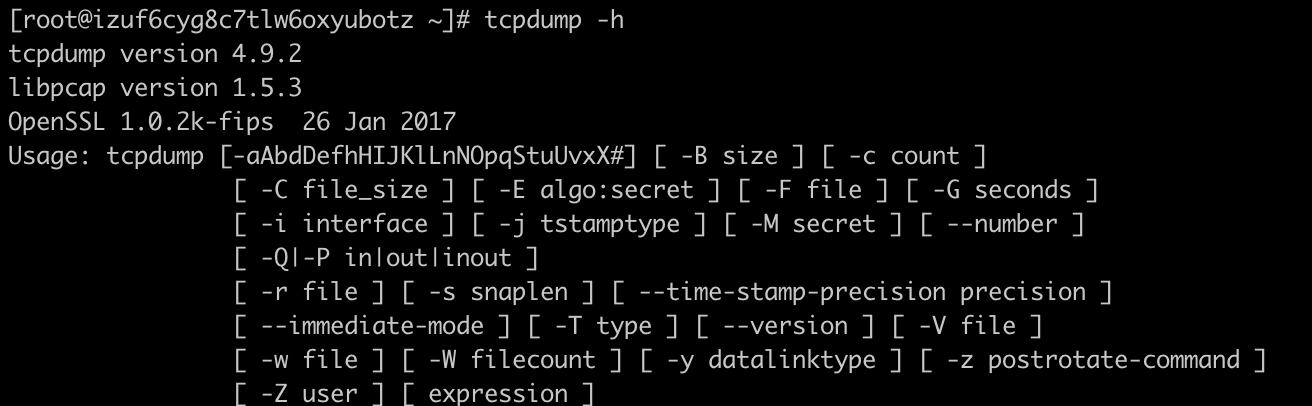 [root@izuf6cyg8c7tlw6oxyubotz ~]# tcpdump -h
tcpdump version 4.9.2
libpcap version 1.5.3
OpenSSL 1.0.2k-fips  26 Jan 2017
Usage: tcpdump [-aAbdDefhHIJKlLnNOpqStuUvxX#] [ -B size ] [ -c count ]
                [ -C file_size ] [ -E algo:secret ] [ -F file ] [ -G seconds ]
                [ -i interface ] [ -j tstamptype ] [ -M secret ] [ --number ]
                [ -Q|-P in|out|inout ]
                [ -r file ] [ -s snaplen ] [ --time-stamp-precision precision ]
                [ --immediate-mode ] [ -T type ] [ --version ] [ -V file ]
                [ -w file ] [ -W filecount ] [ -y datalinktype ] [ -z postrotate-command ]
                [ -Z user ] [ expression ]